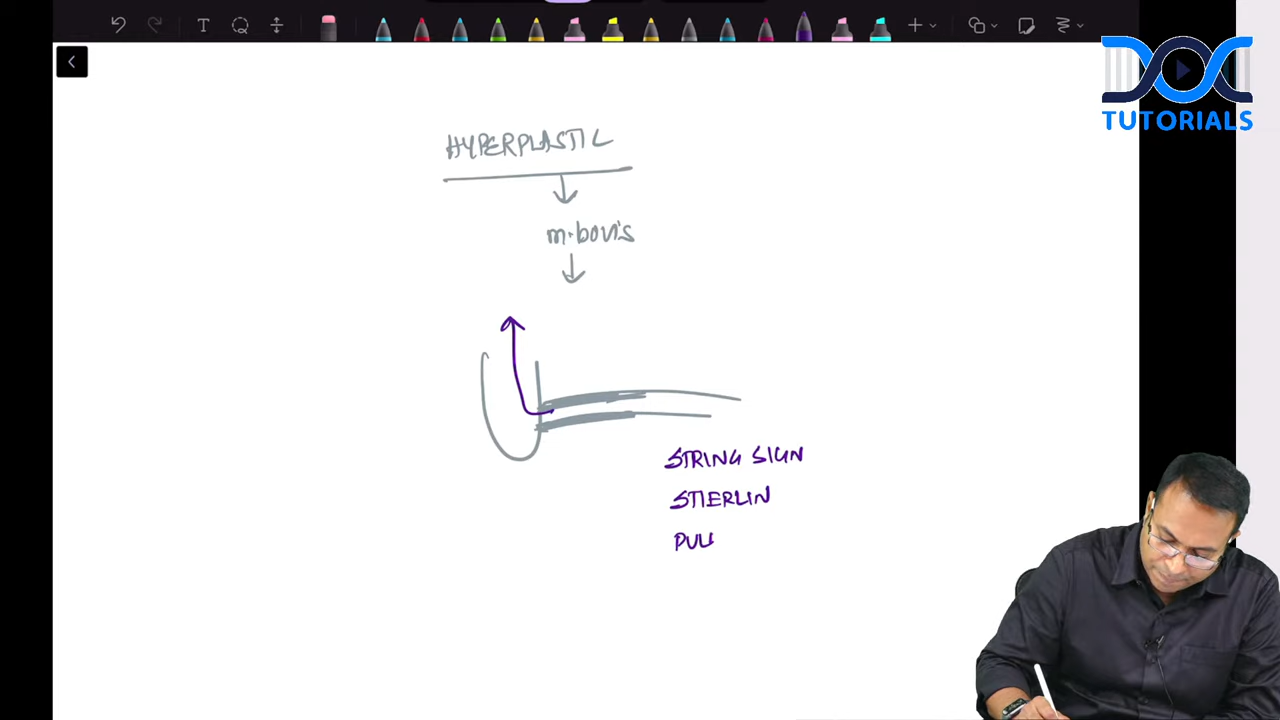 T
TUTORIALS
HYPERPLASTIC
m.bovis
STRING SIGN
STIERLIN
PULL